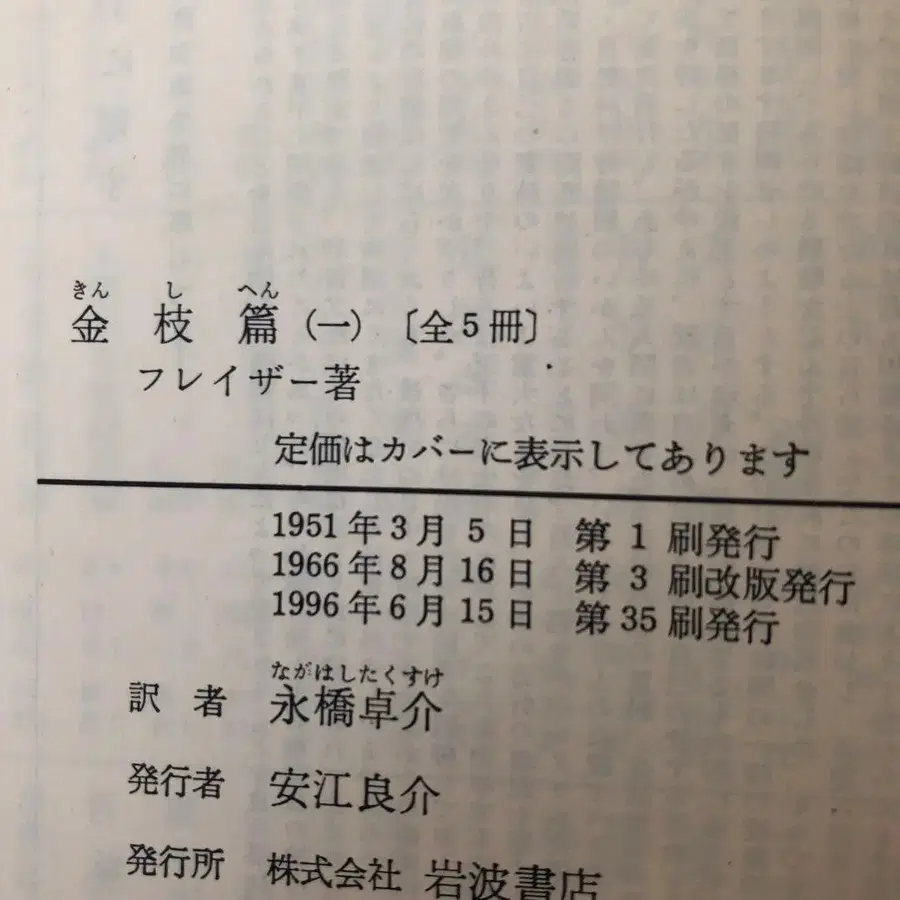 きん し へん
金 枝 篇 (一) 〔全5冊〕
フレイザー著
定価はカバーに表示してあります
1951年3月 5日 第 1 刷発行
1966年8月16日 第 3 刷改版発行
1996年6月15日 第35刷発行
ながはしたくすけ
訳 者 永橋卓介
発行者 安江良介
発行所 株式会社 岩波書店